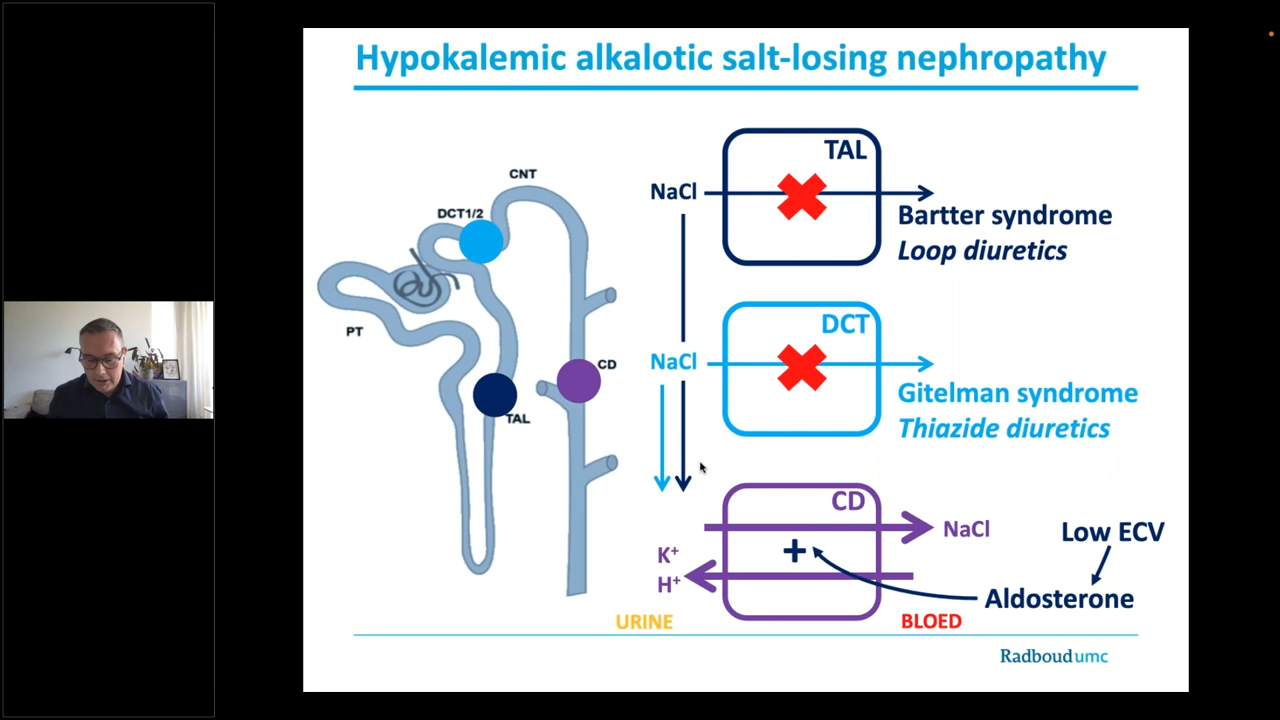 Hypokalemic alkalotic salt-losing nephropathy
CNT
DCT1/2
PT
CD
TAL
TAL
NaCl
Bartter syndrome
Loop diuretics
DCT
NaCl
Gitelman syndrome
Thiazide diuretics
CD
NaCl
Low ECV
K⁺
+
H⁺
Aldosterone
URINE
BLOED
Radboudumc